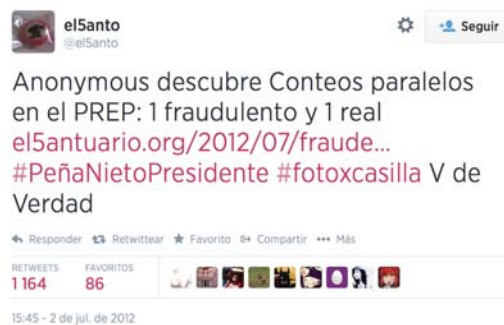 el5anto
@el5anto
Seguir
Anonymous descubre Conteos paralelos
en el PREP: 1 fraudulento y 1 real
el5antuario.org/2012/07/fraude...
#PeñaNietoPresidente #fotoxcasilla V de
Verdad
Responder Retwittear Favorito Compartir Más
RETWEETS FAVORITOS
1 164 86
15:45 - 2 de jul. de 2012